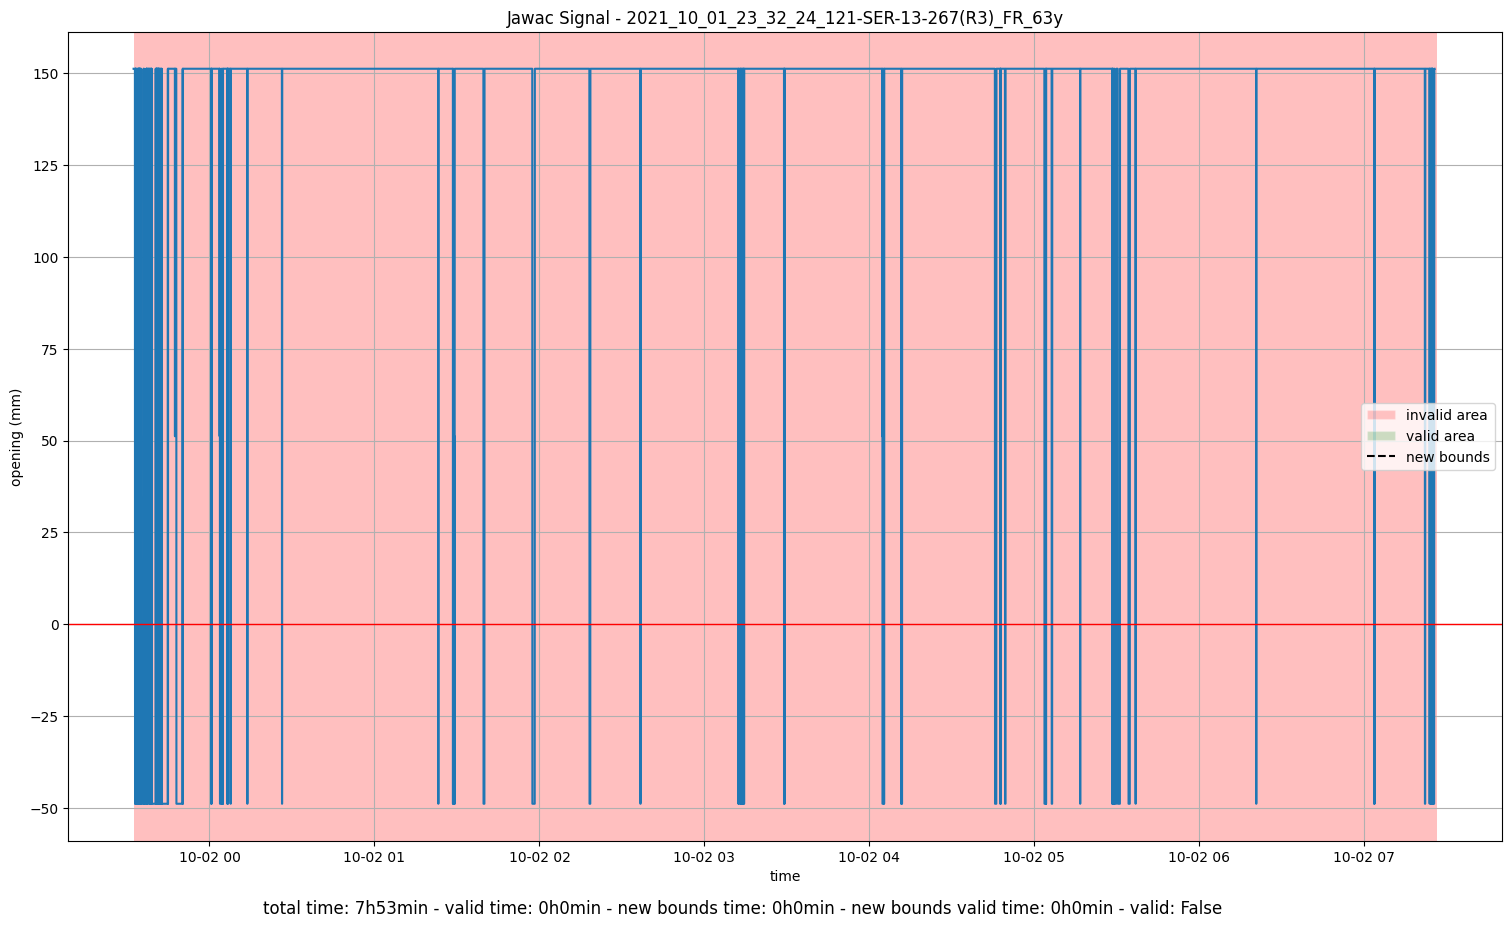 Jawac Signal - 2021_10_01_23_32_24_121-SER-13-267(R3)_FR_63y
opening (mm)
150
125
100
75
50
25
0
−25
−50
invalid area
valid area
new bounds
10-02 00
10-02 01
10-02 02
10-02 03
10-02 04
10-02 05
10-02 06
10-02 07
time
total time: 7h53min - valid time: 0h0min - new bounds time: 0h0min - new bounds valid time: 0h0min - valid: False